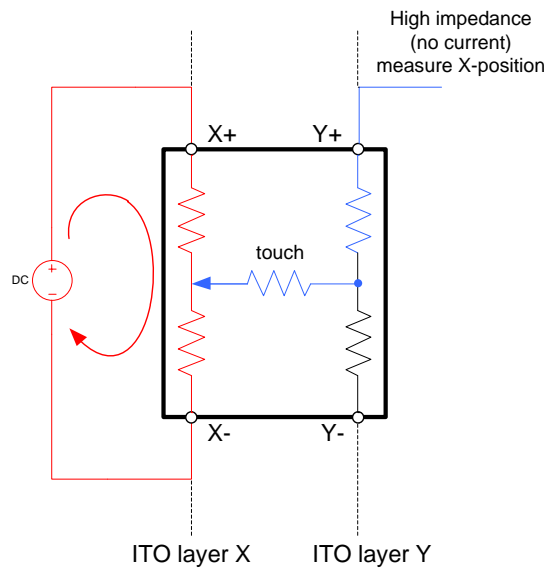 High impedance
(no current)
measure X-position
X+
Y+
touch
DC
+
−
X-
Y-
ITO layer X
ITO layer Y